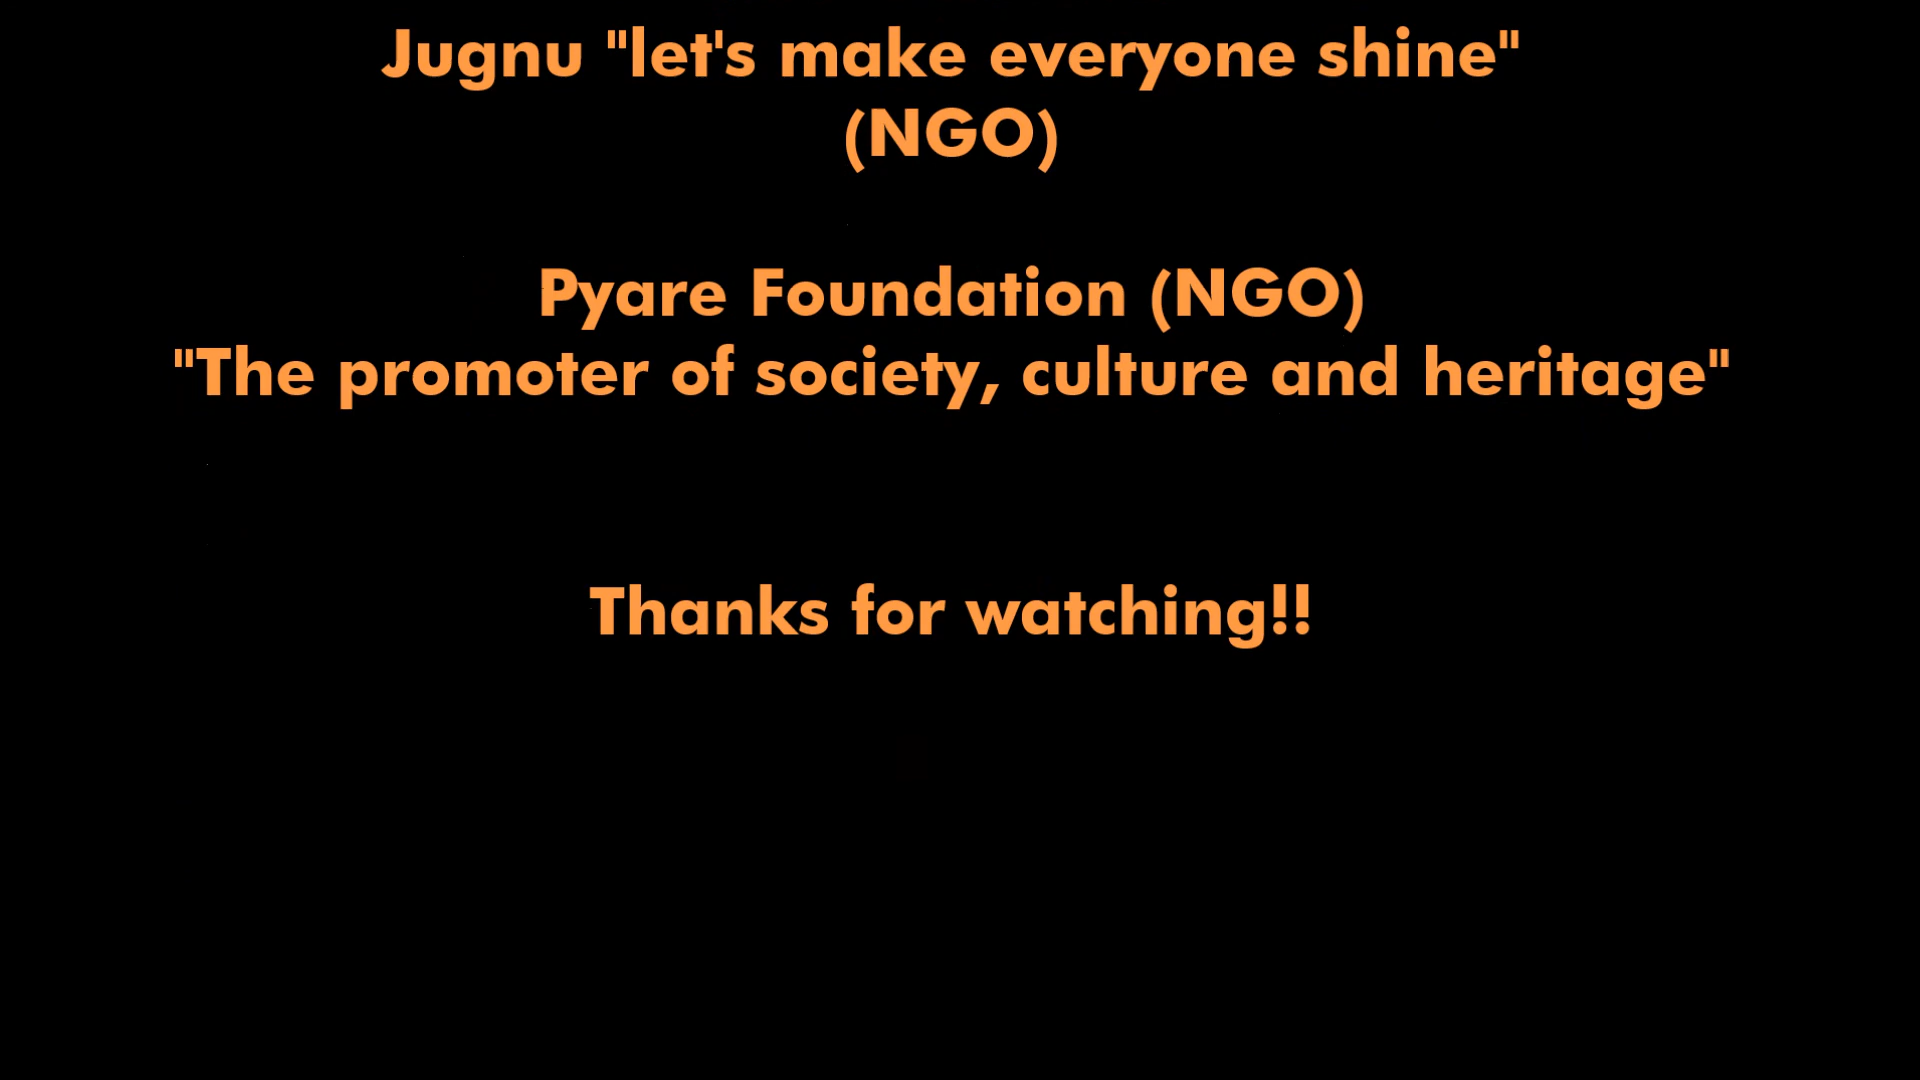 Jugnu "let's make everyone shine"
(NGO)
Pyare Foundation (NGO)
"The promoter of society, culture and heritage"
Thanks for watching!!